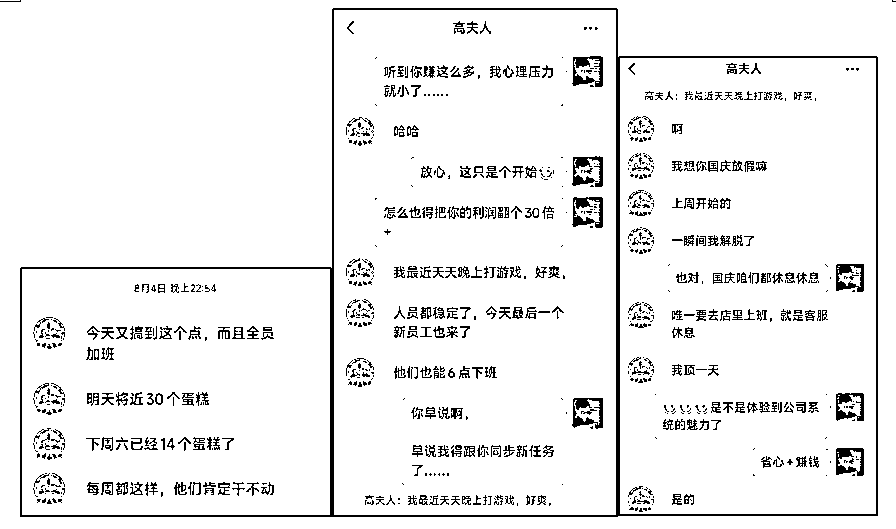 8月4日 晚上22:54
今天又搞到这个点，而且全员
加班
明天将近30个蛋糕
下周六已经14个蛋糕了
每周都这样，他们肯定干不动
高夫人
听到你赚这么多，我心理压力
就小了……
哈哈
放心，这只是个开始
怎么也得把你的利润翻个30倍
+
我最近天天晚上打游戏，好爽，
人员都稳定了，今天最后一个
新员工也来了
他们也能6点下班
你早说啊，
早说我得跟你同步新任务
了……
高夫人：我最近天天晚上打游戏，好爽，
高夫人
高夫人：我最近天天晚上打游戏，好爽，
啊
我想你国庆放假嘛
上周开始的
一瞬间我解脱了
也对，国庆咱们都休息休息
唯一要去店里上班，就是客服
休息
我顶一天
是不是体验到公司系
统的魅力了
省心+赚钱
是的